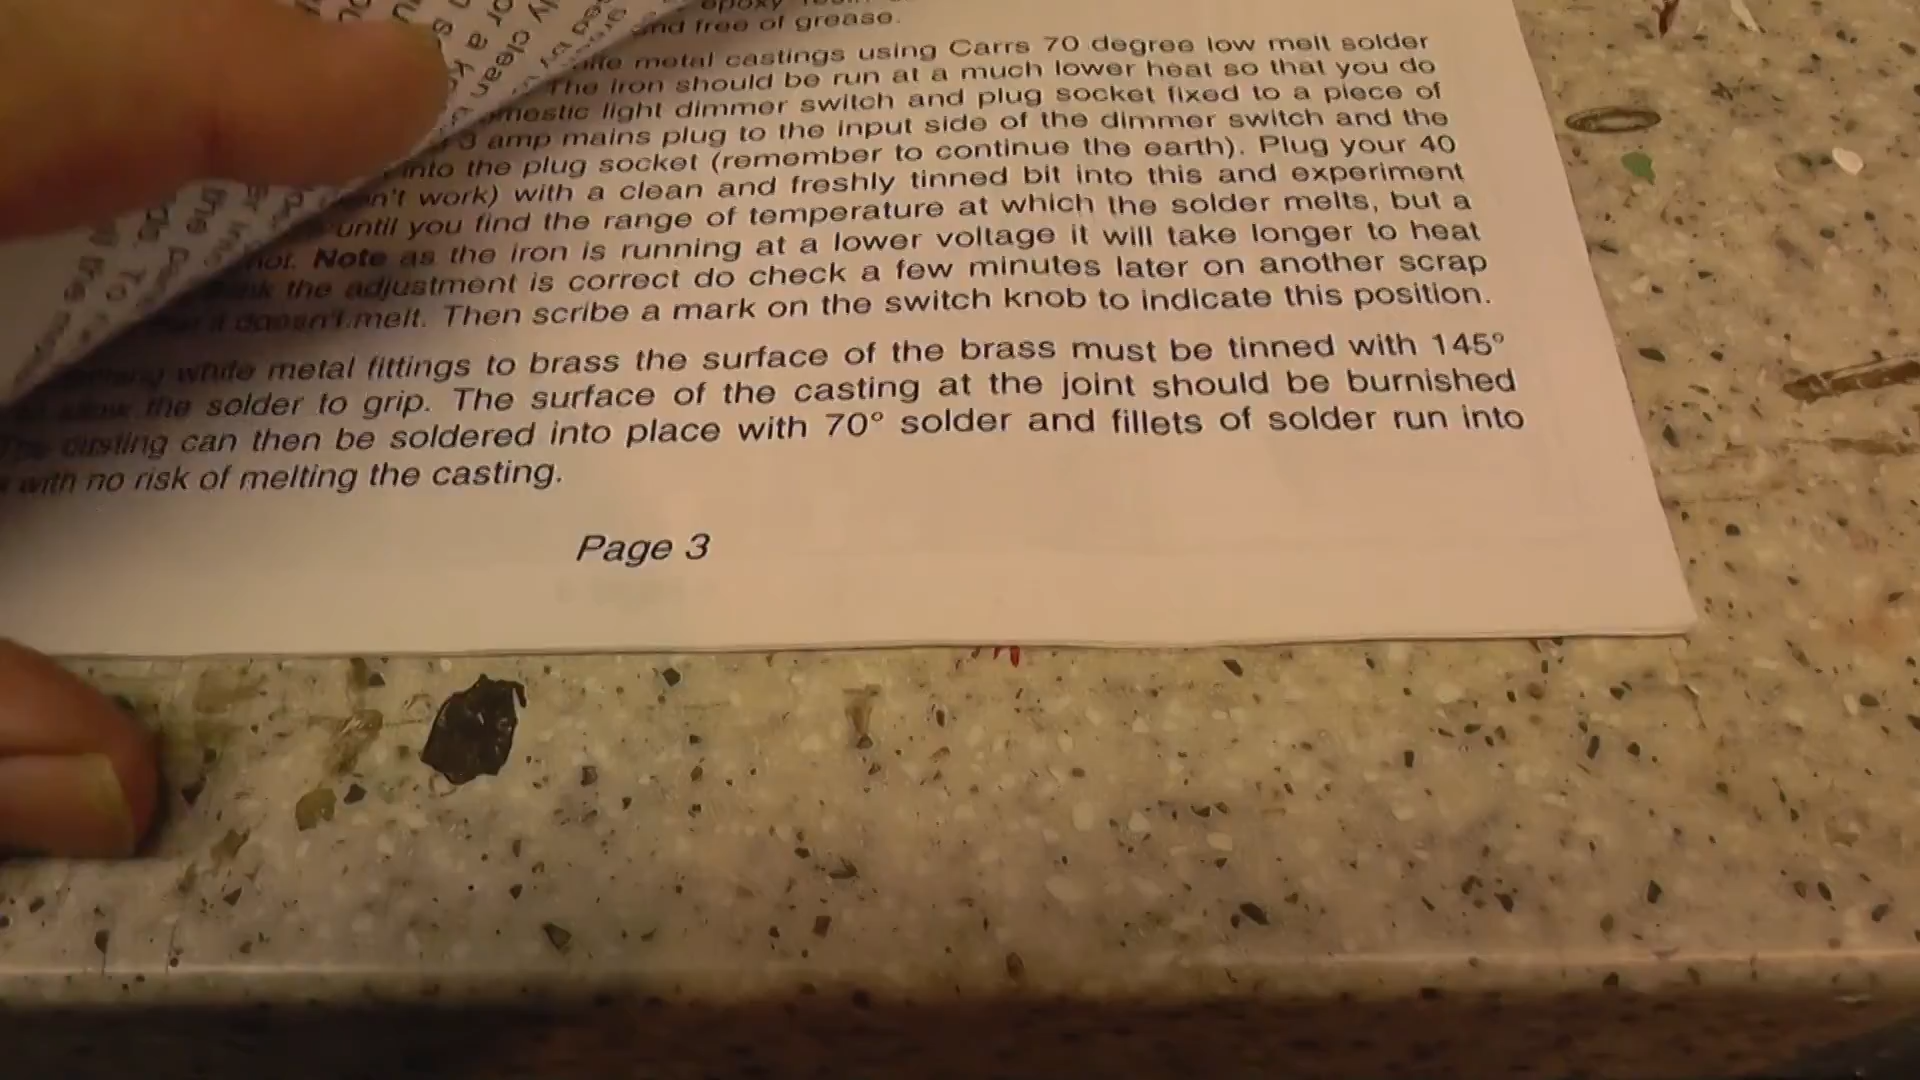 epoxy
and free of grease.
metal castings using Carrs 70 degree low melt solder
The iron should be run at a much lower heat so that you do
light dimmer switch and plug socket fixed to a piece of
3 amp mains plug to the input side of the dimmer switch and the
into the plug socket (remember to continue the earth). Plug your 40
work) with a clean and freshly tinned bit into this and experiment
until you find the range of temperature at which the solder melts, but a
not. Note as the iron is running at a lower voltage it will take longer to heat
the adjustment is correct do check a few minutes later on another scrap
it doesn't melt. Then scribe a mark on the switch knob to indicate this position.
white metal fittings to brass the surface of the brass must be tinned with 145°
the solder to grip. The surface of the casting at the joint should be burnished
The casting can then be soldered into place with 70° solder and fillets of solder run into
with no risk of melting the casting.
Page 3